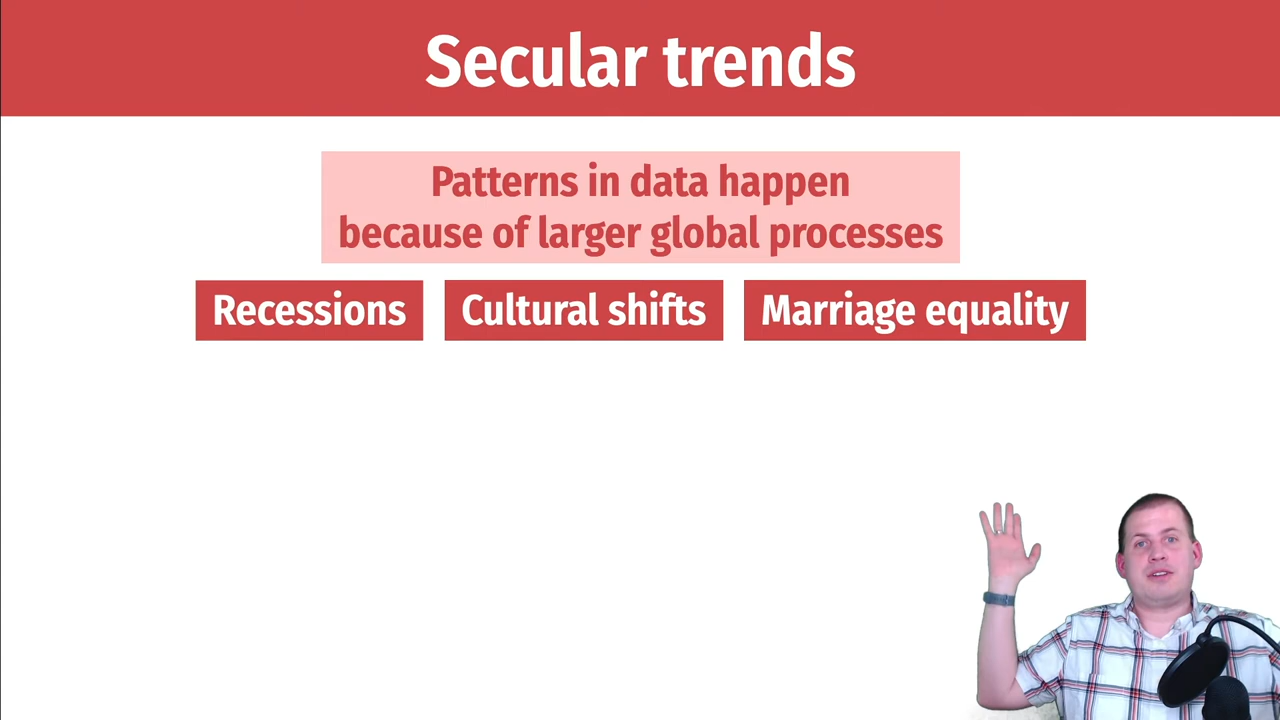 Secular trends
Patterns in data happen
because of larger global processes
Recessions
Cultural shifts
Marriage equality